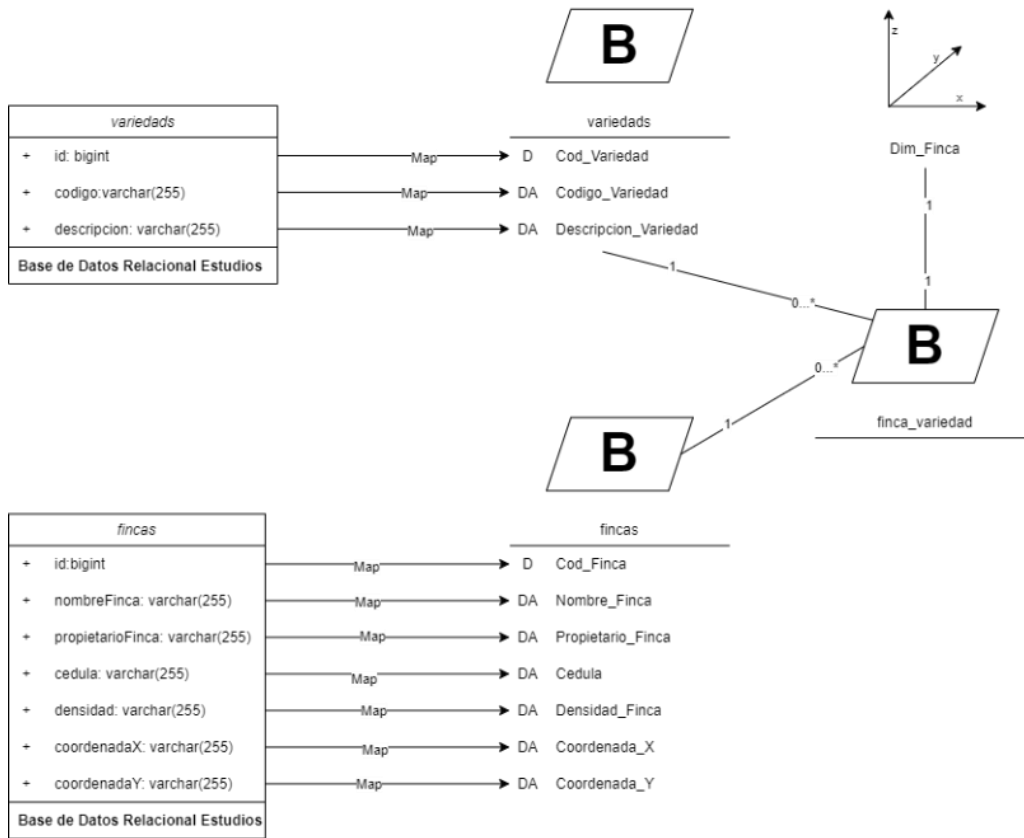 B
z
y
x
variedads
variedads
Dim_Finca
+ id: bigint Map D Cod_Variedad
+ codigo:varchar(255) Map DA Codigo_Variedad
+ descripcion: varchar(255) Map DA Descripcion_Variedad
Base de Datos Relacional Estudios
1
0...*
1
1
B
finca_variedad
0...*
1
B
fincas
fincas
+ id:bigint Map D Cod_Finca
+ nombreFinca: varchar(255) Map DA Nombre_Finca
+ propietarioFinca: varchar(255) Map DA Propietario_Finca
+ cedula: varchar(255) Map DA Cedula
+ densidad: varchar(255) Map DA Densidad_Finca
+ coordenadaX: varchar(255) Map DA Coordenada_X
+ coordenadaY: varchar(255) Map DA Coordenada_Y
Base de Datos Relacional Estudios